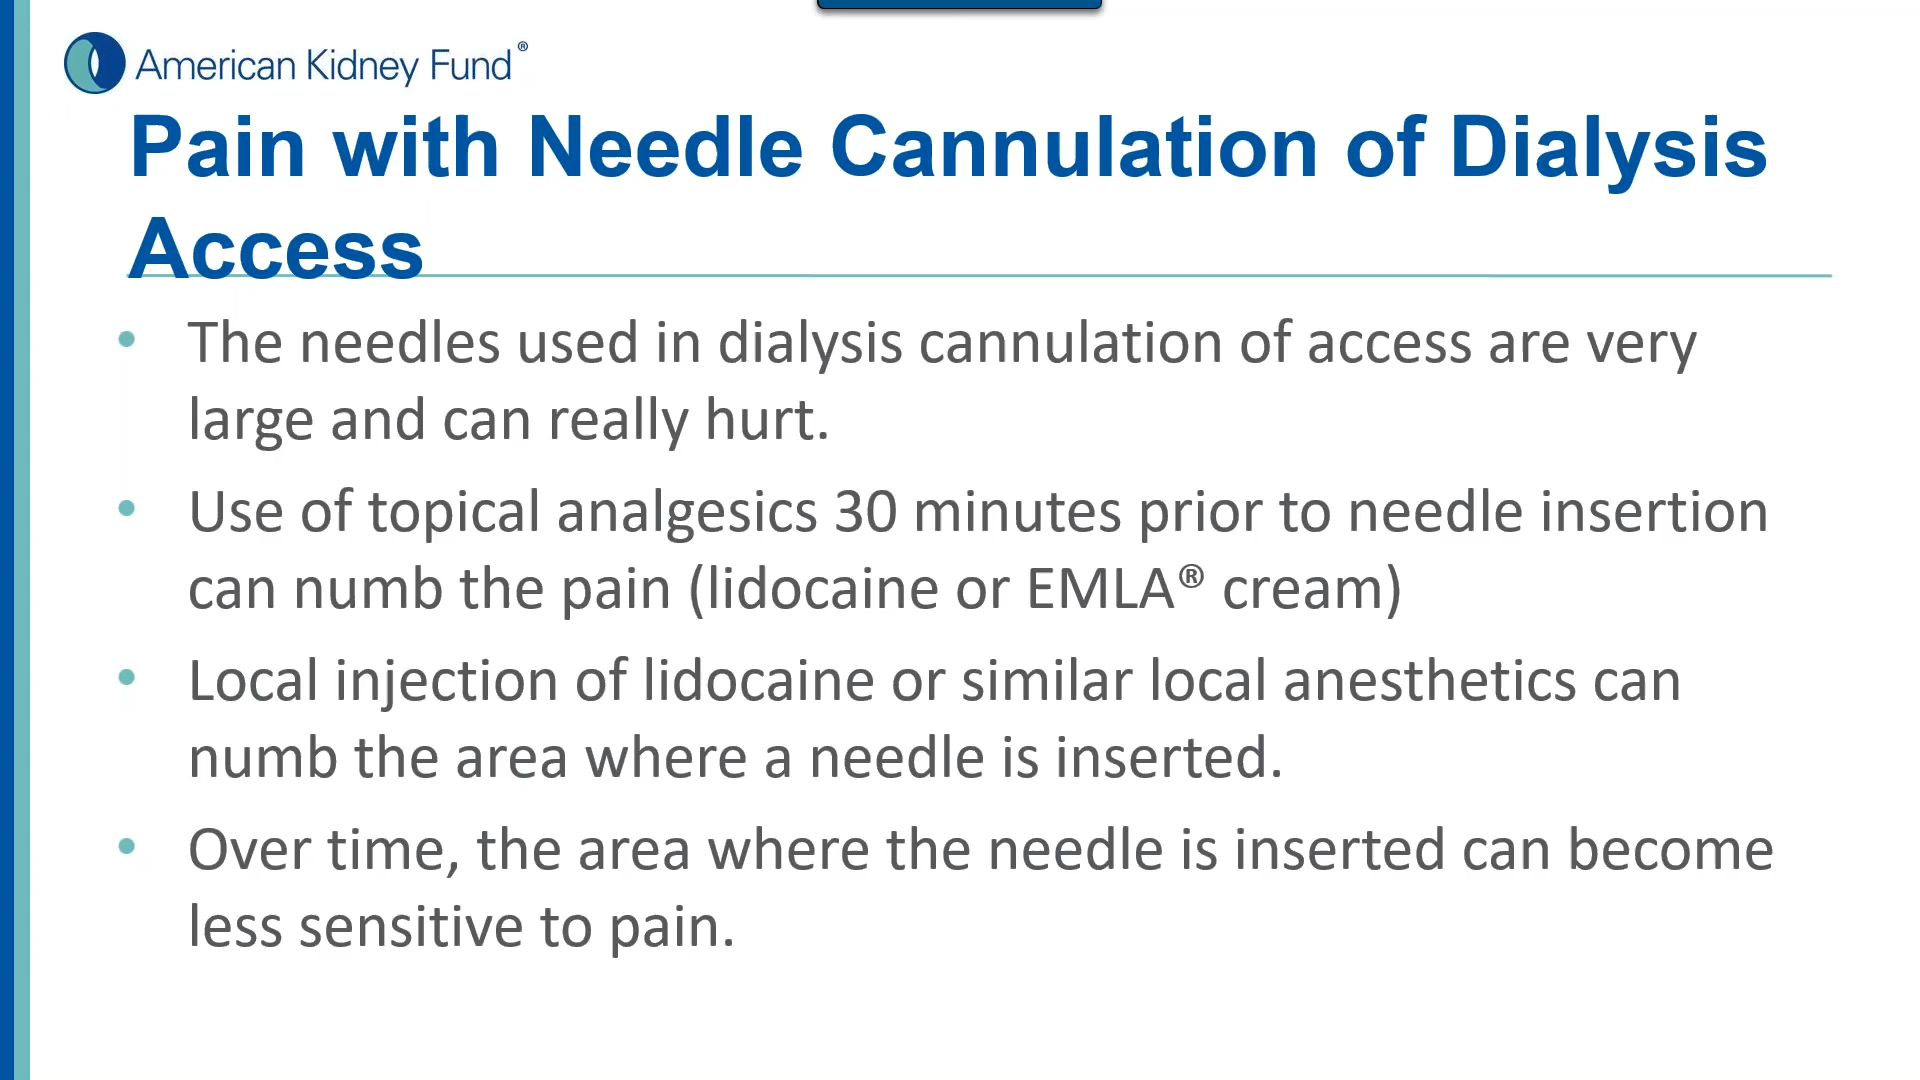 American Kidney Fund®
Pain with Needle Cannulation of Dialysis
Access
• The needles used in dialysis cannulation of access are very
large and can really hurt.
• Use of topical analgesics 30 minutes prior to needle insertion
can numb the pain (lidocaine or EMLA® cream)
• Local injection of lidocaine or similar local anesthetics can
numb the area where a needle is inserted.
• Over time, the area where the needle is inserted can become
less sensitive to pain.